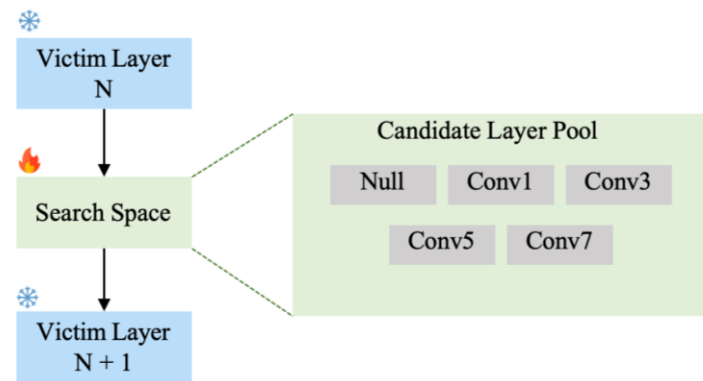 Victim Layer
N
Candidate Layer Pool
Null Conv1 Conv3
Search Space
Conv5 Conv7
Victim Layer
N + 1